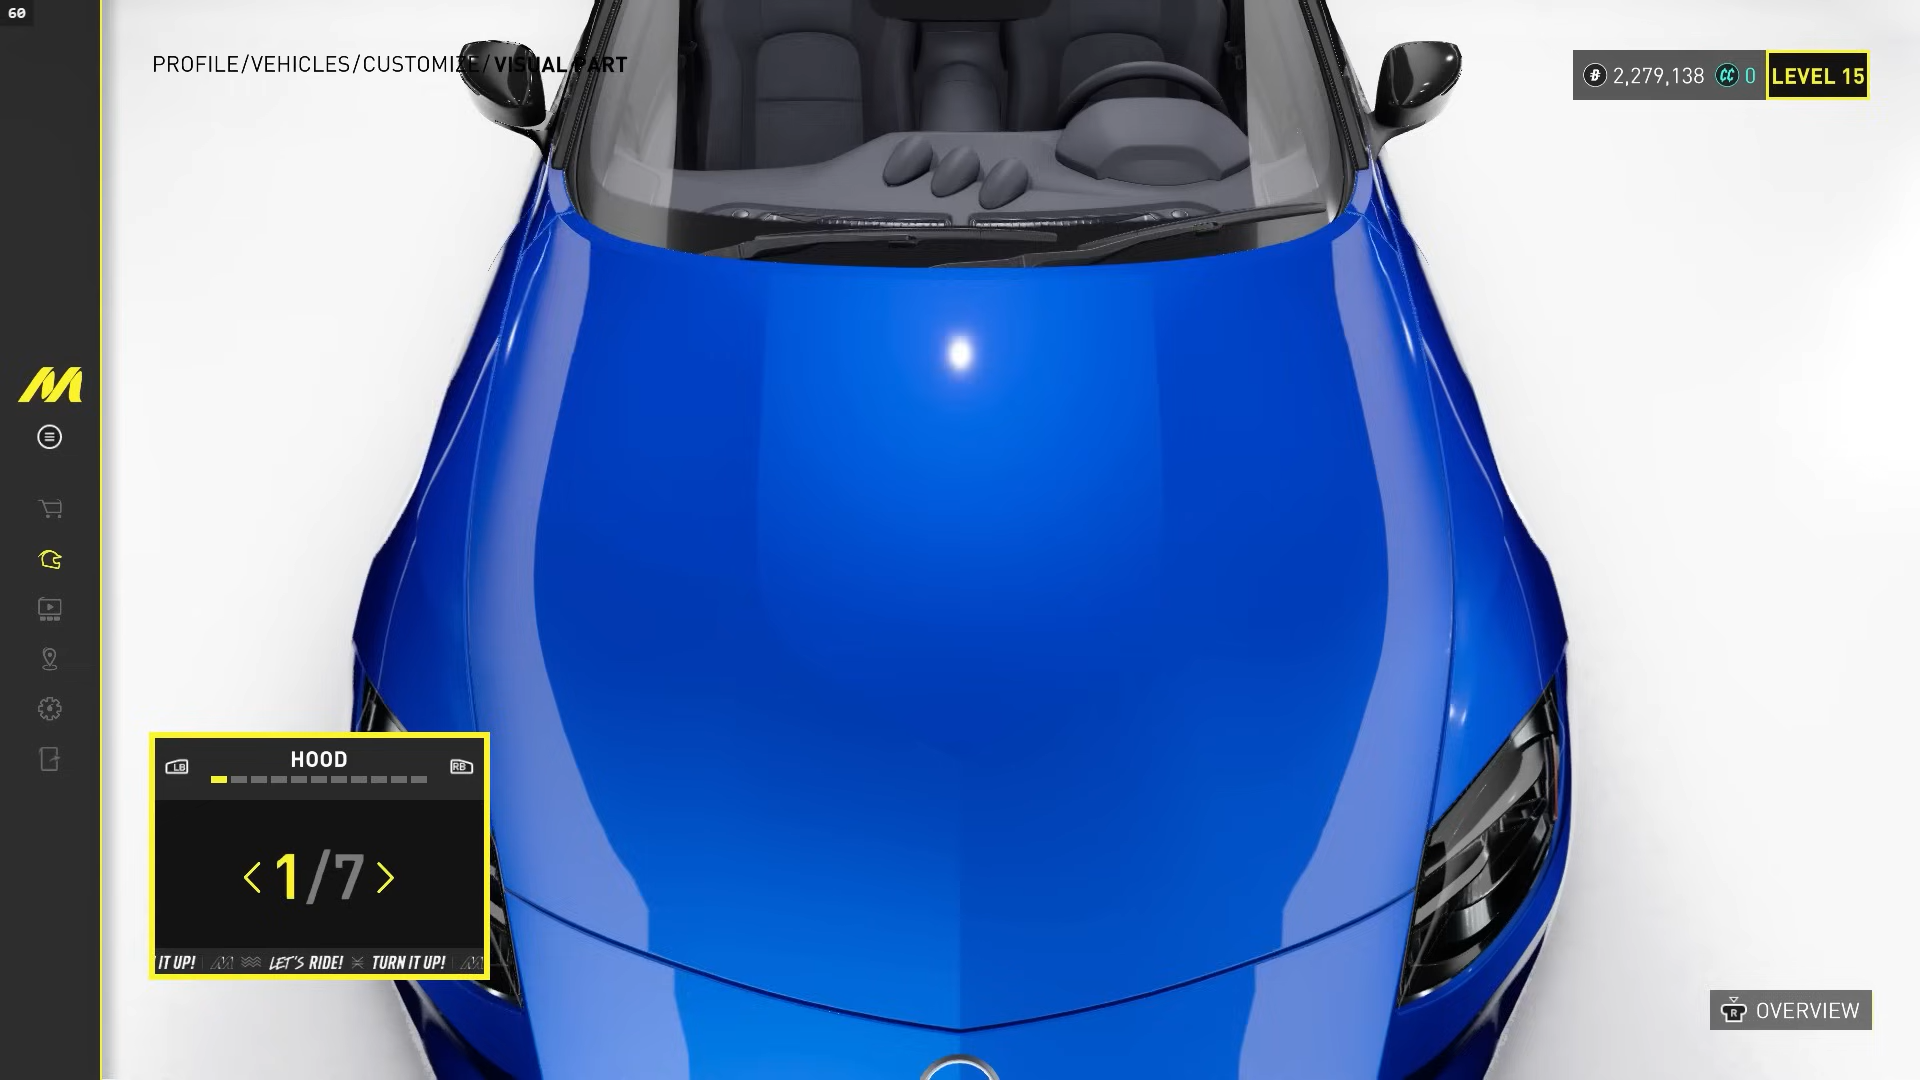 60
PROFILE/VEHICLES/CUSTOMIZE/VISUAL PART
2,279,138 CC 0 LEVEL 15
LB HOOD RB
1/7
IT UP! LET'S RIDE! TURN IT UP!
R OVERVIEW